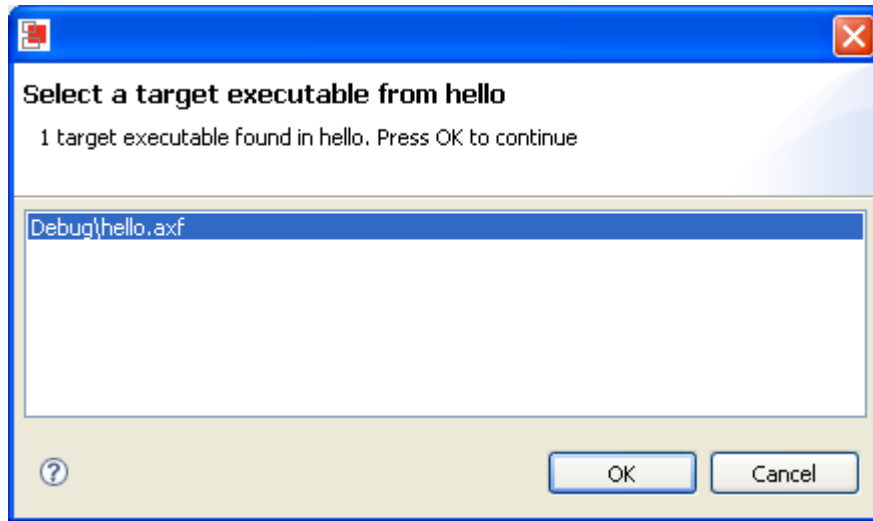 Select a target executable from hello
1 target executable found in hello. Press OK to continue
Debug\hello.axf
?
OK
Cancel